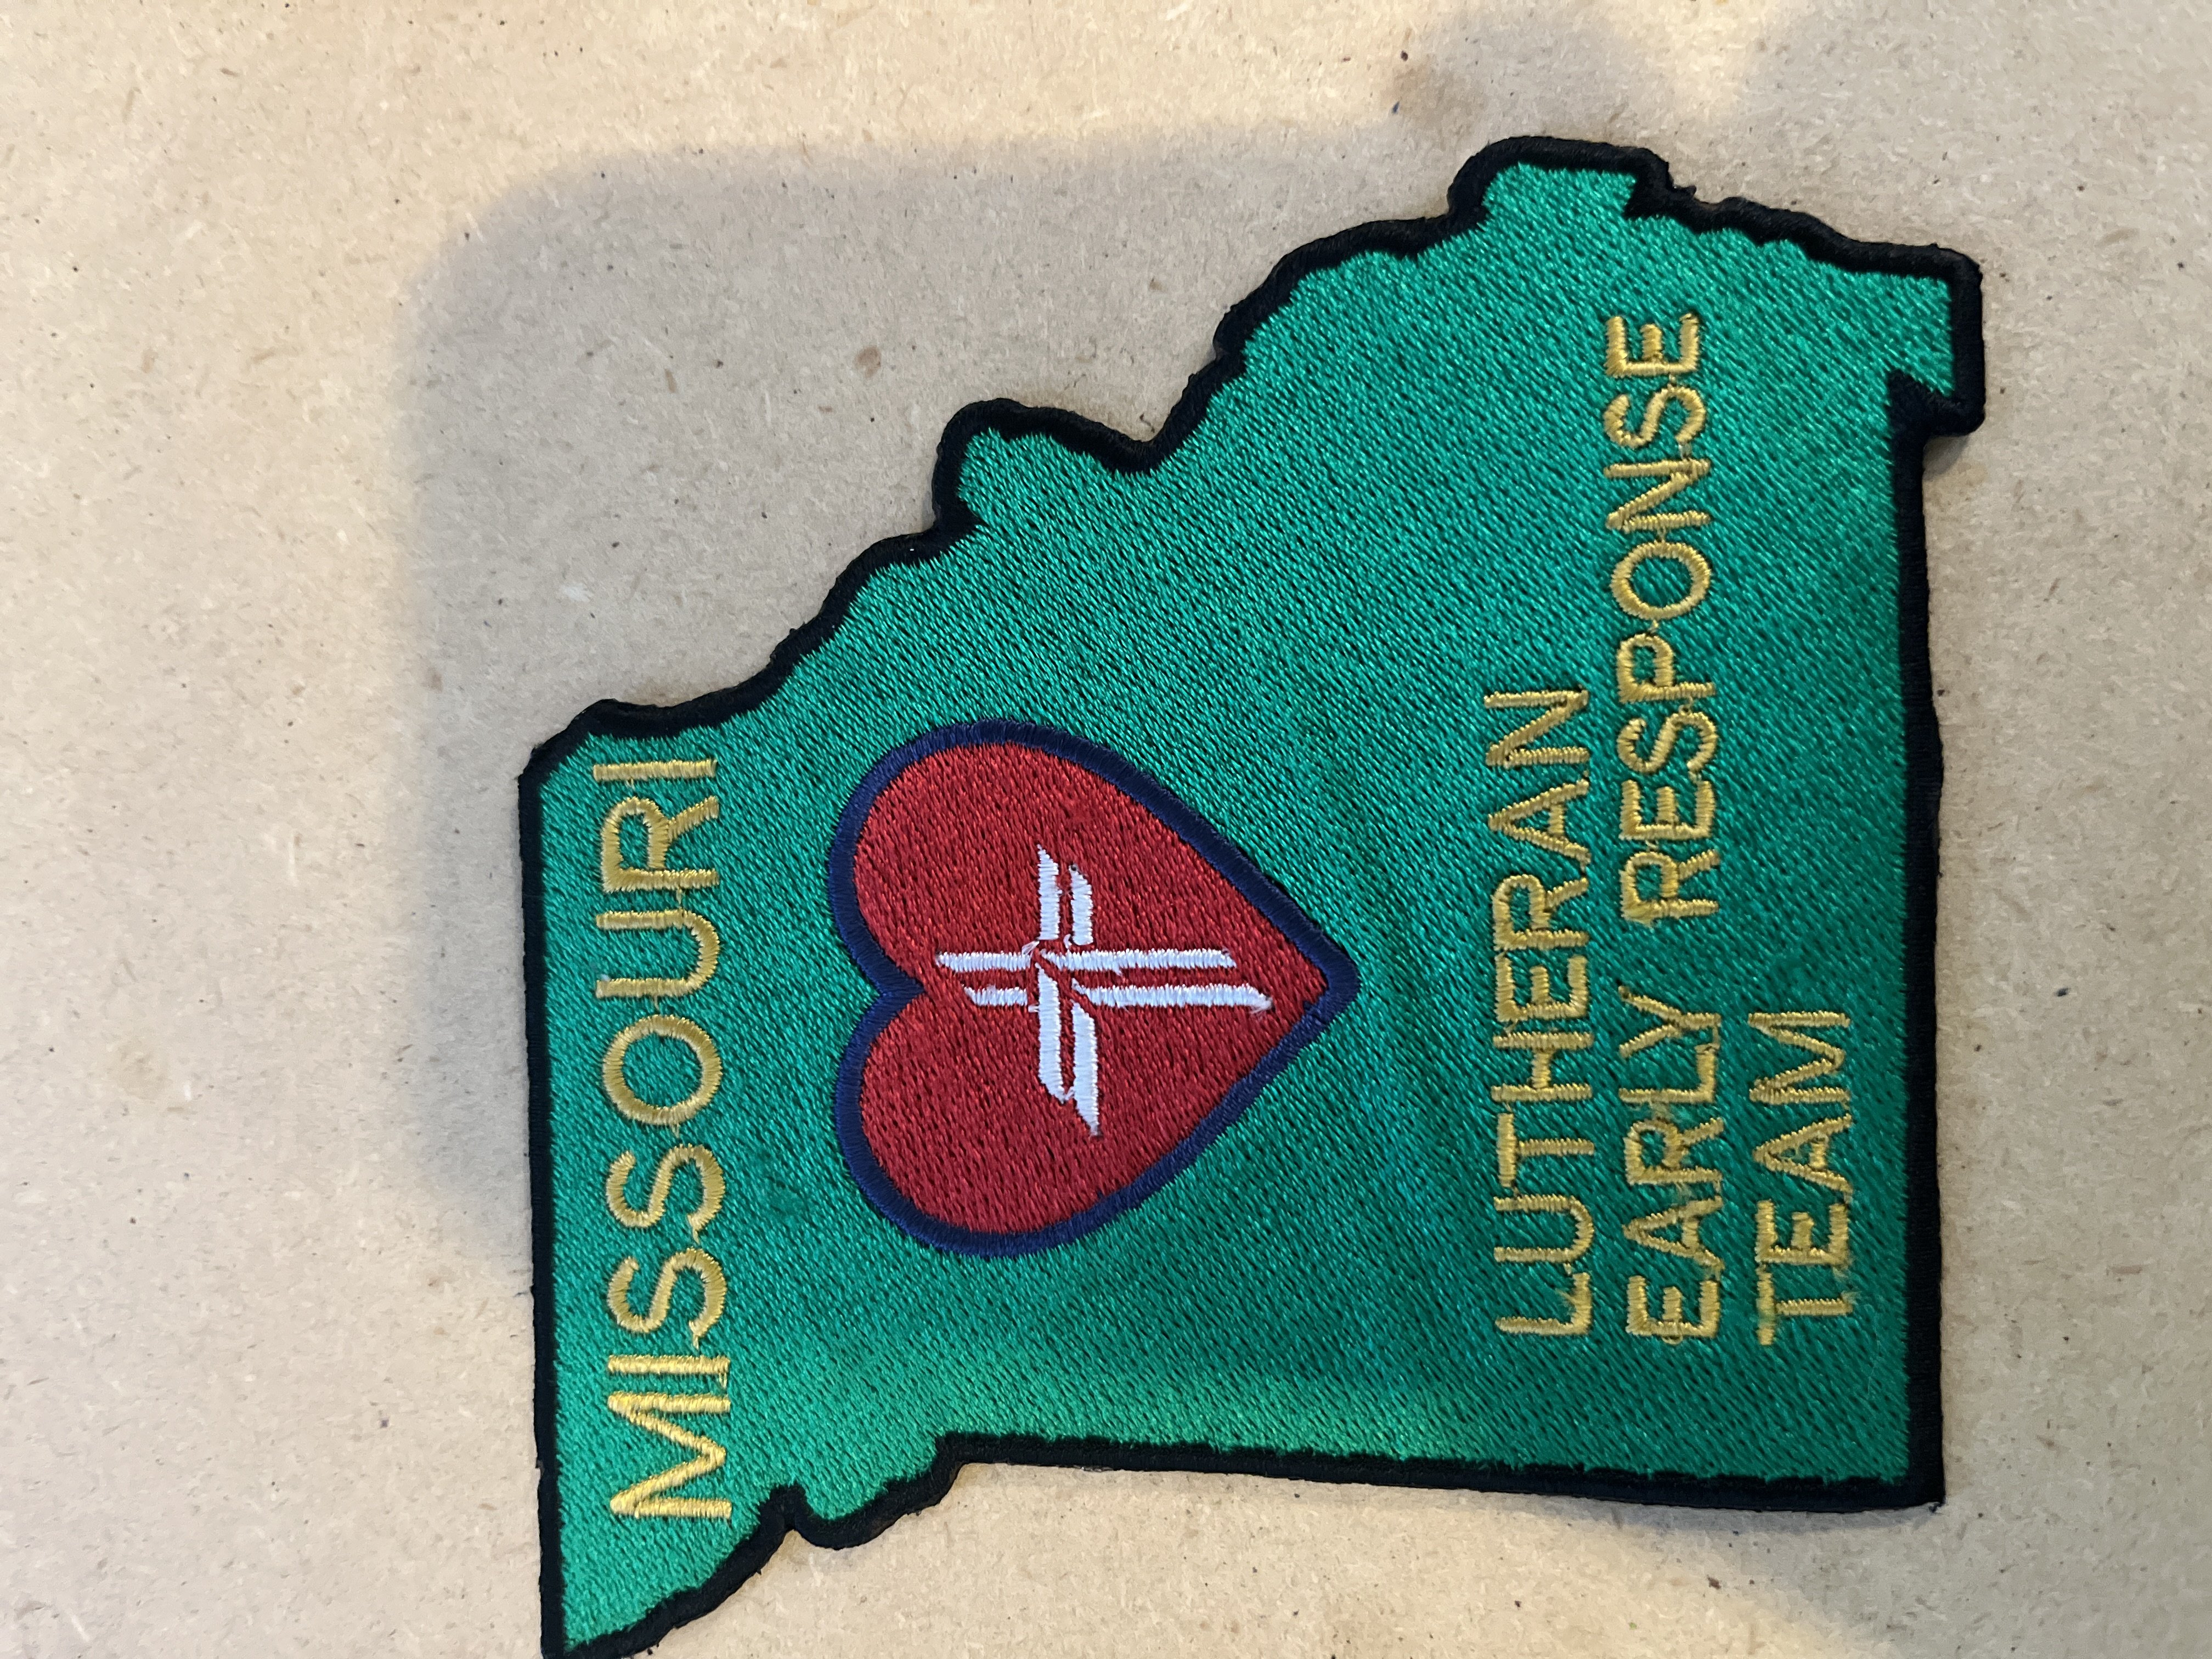 MISSOURI
LUTHERAN
EARLY RESPONSE
TEAM